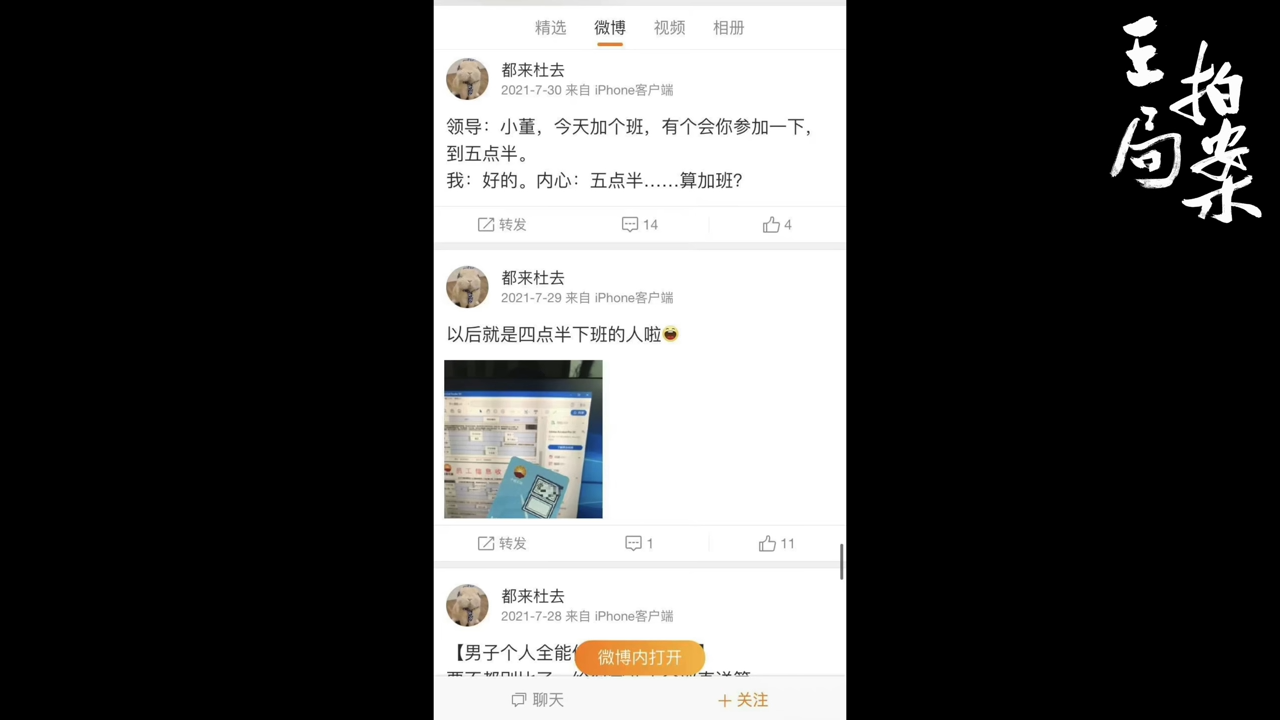 精选 微博 视频 相册
王局拍案
都来杜去
2021-7-30 来自 iPhone客户端
领导：小董，今天加个班，有个会你参加一下，
到五点半。
我：好的。内心：五点半……算加班？
转发 14 4
都来杜去
2021-7-29 来自 iPhone客户端
以后就是四点半下班的人啦
转发 1 11
都来杜去
2021-7-28 来自 iPhone客户端
【男子个人全能
微博内打开
聊天 关注